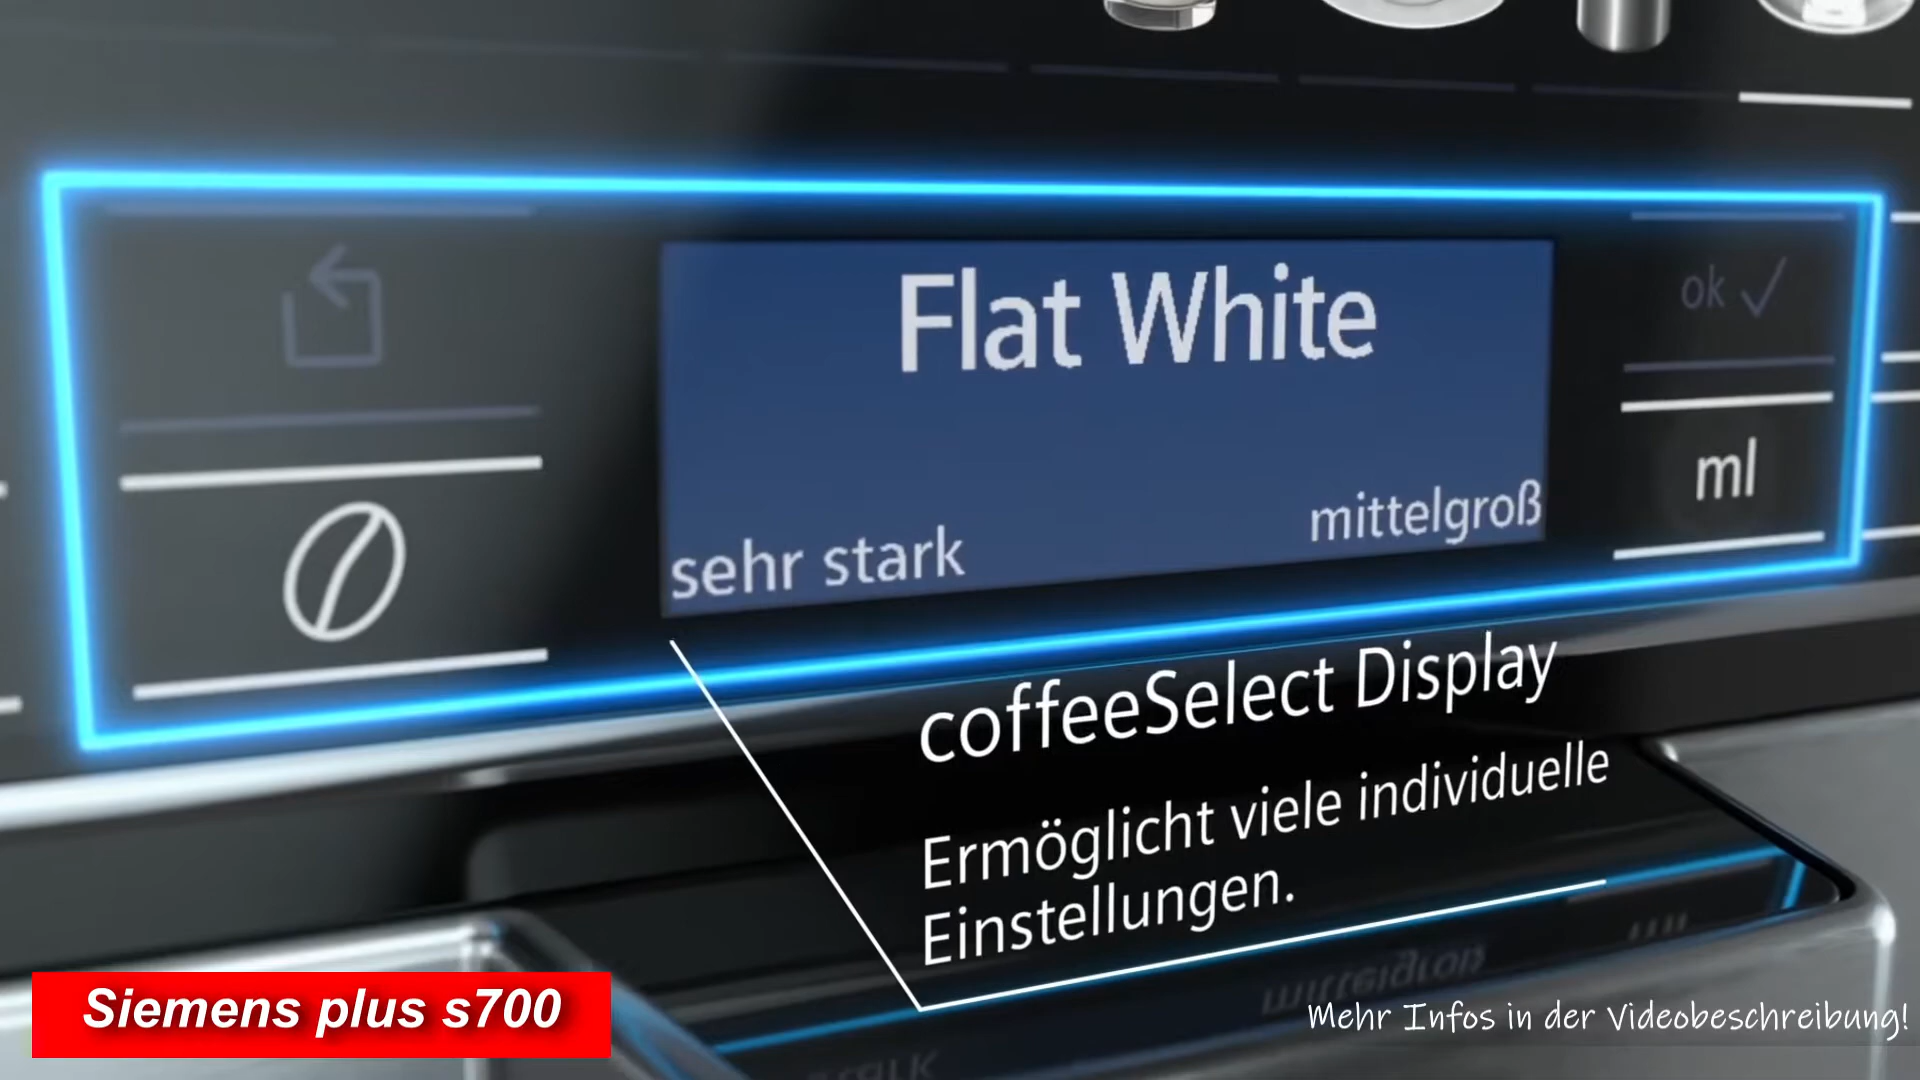 Flat White
ok
ml
sehr stark
mittelgroß
coffeeSelect Display
Ermöglicht viele individuelle
Einstellungen.
Siemens plus s700
Mehr Infos in der Videobeschreibung!